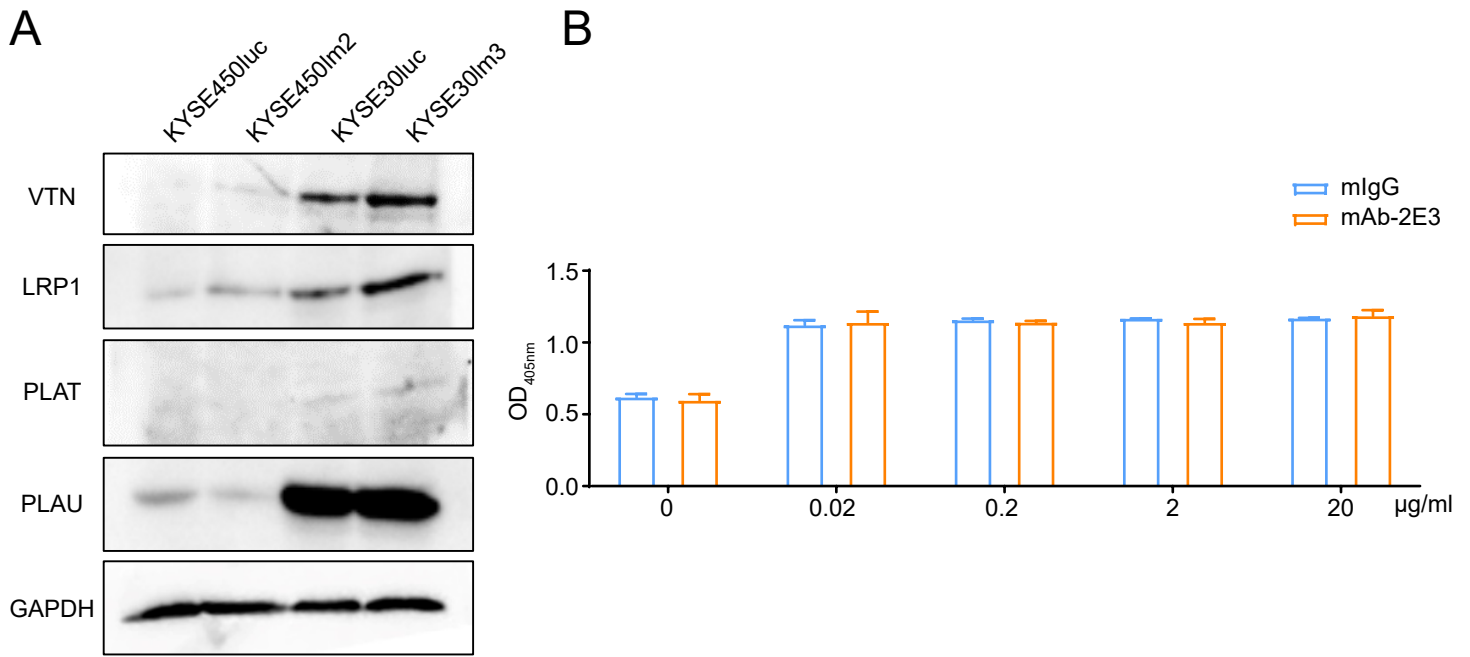 A
B
KYSE450luc
KYSE450lm2
KYSE30luc
KYSE30lm3
VTN
LRP1
PLAT
PLAU
GAPDH
mIgG
mAb-2E3
1.5
1.0
0.5
0.0
OD405nm
0 0.02 0.2 2 20 µg/ml